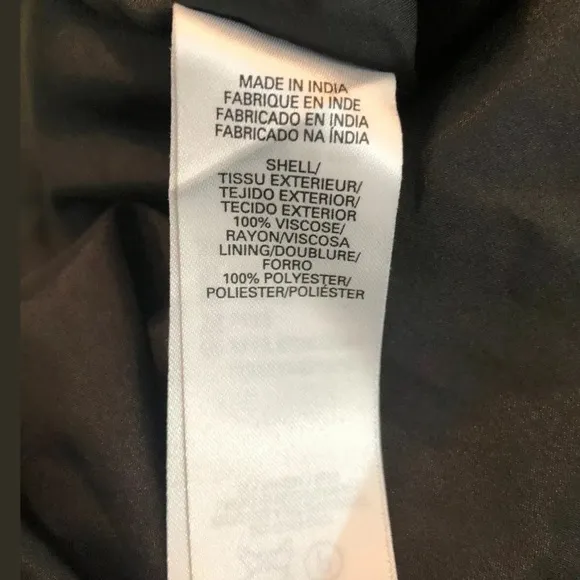 MADE IN INDIA
FABRIQUE EN INDE
FABRICADO EN INDIA
FABRICADO NA ÍNDIA
SHELL/
TISSU EXTERIEUR/
TEJIDO EXTERIOR/
TECIDO EXTERIOR
100% VISCOSE/
RAYON/VISCOSA
LINING/DOUBLURE/
FORRO
100% POLYESTER/
POLIESTER/POLIÉSTER